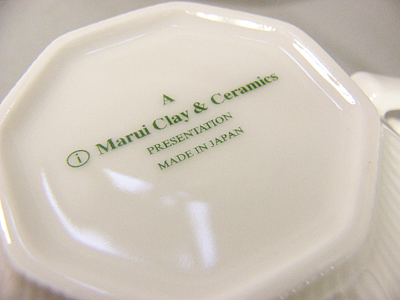 A
ⓘ Marui Clay & Ceramics
PRESENTATION
MADE IN JAPAN